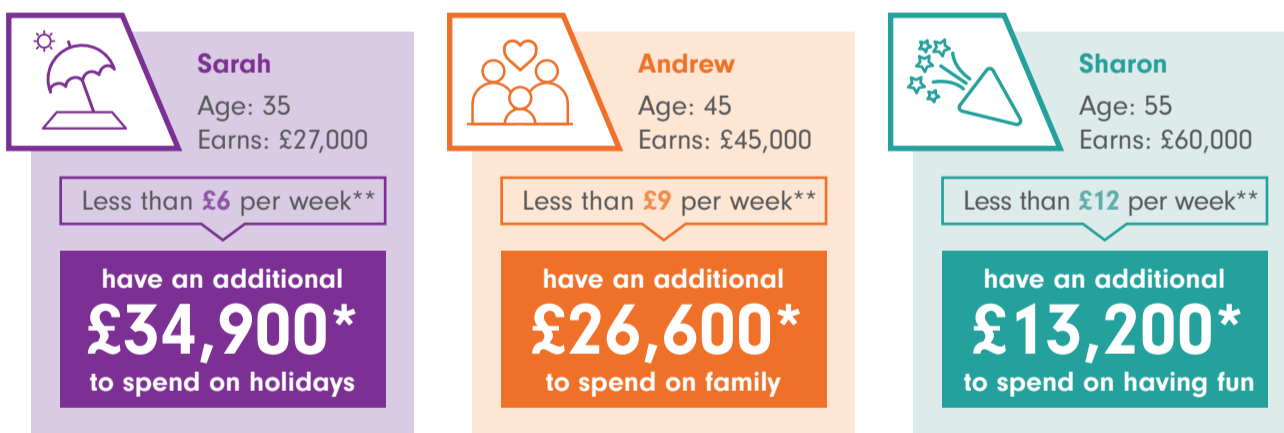 Sarah
Age: 35
Earns: £27,000
Less than £6 per week**
have an additional
£34,900*
to spend on holidays
Andrew
Age: 45
Earns: £45,000
Less than £9 per week**
have an additional
£26,600*
to spend on family
Sharon
Age: 55
Earns: £60,000
Less than £12 per week**
have an additional
£13,200*
to spend on having fun